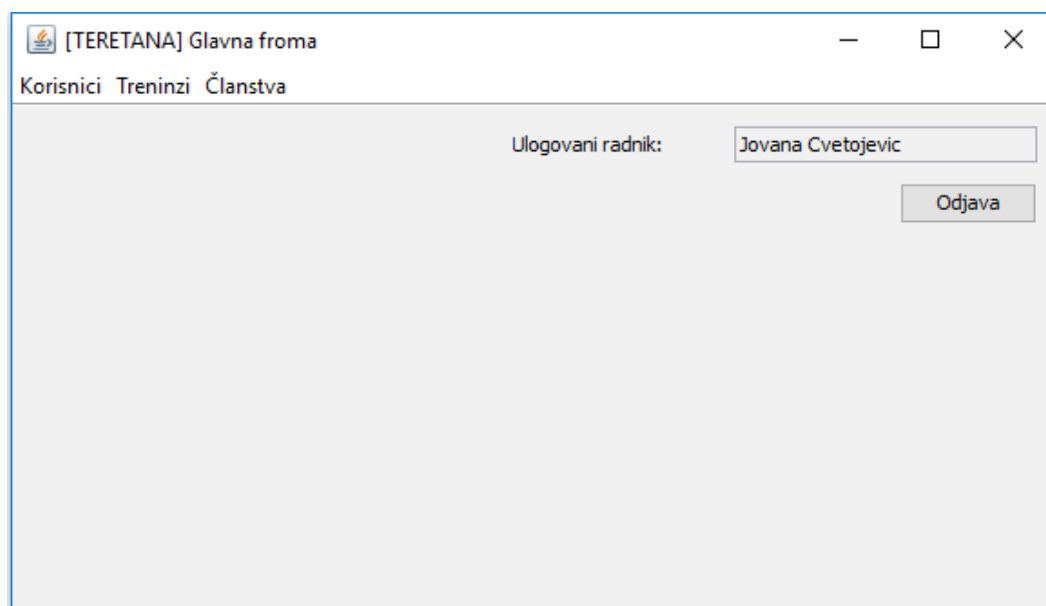 [TERETANA] Glavna froma
Korisnici Treninzi Članstva
Ulogovani radnik: Jovana Cvetojevic
Odjava